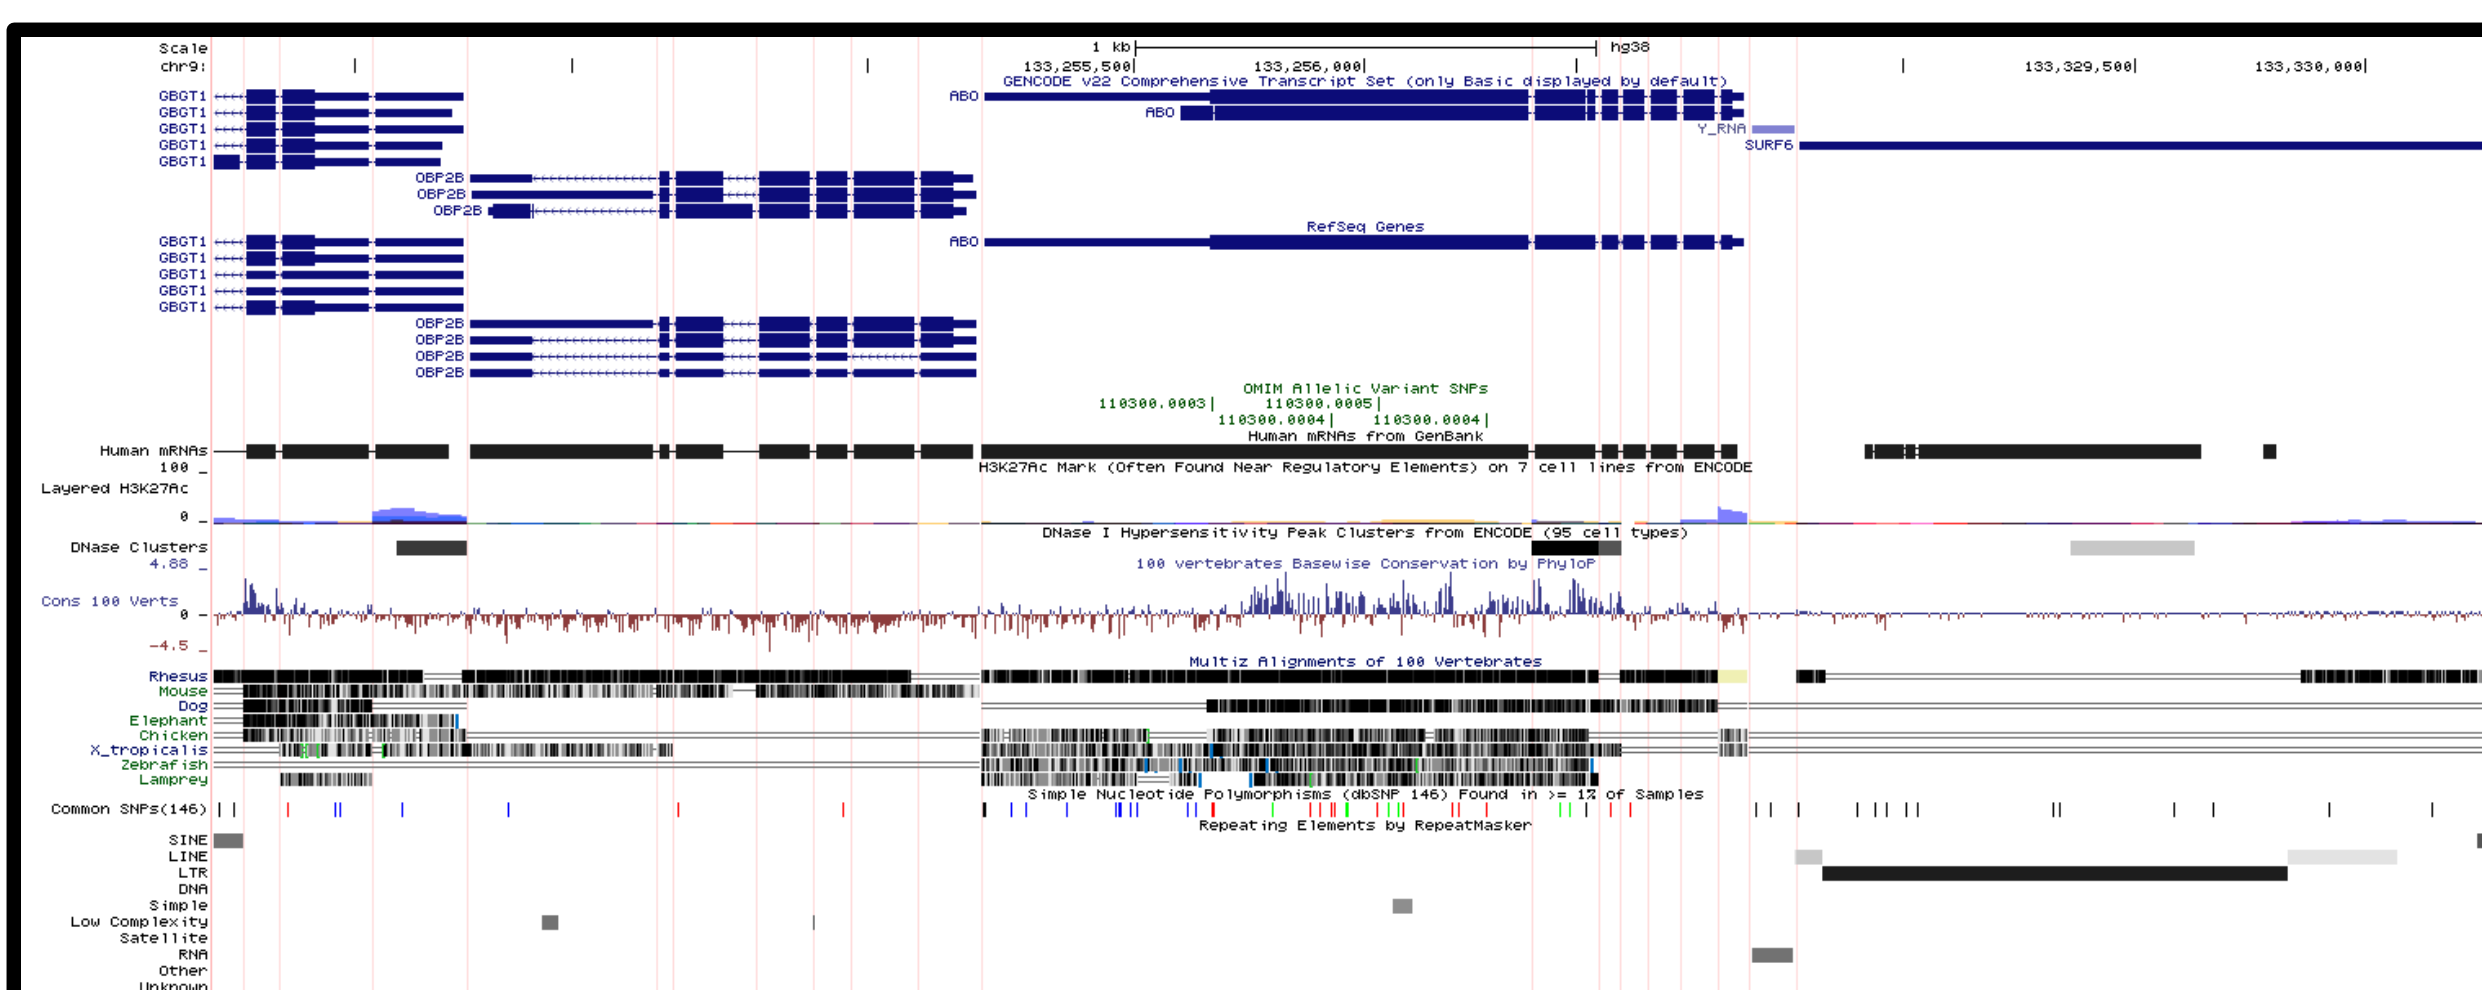 Scale 1 kb hg38
chr9: 133,255,500 133,256,000 133,329,500 133,330,000
GENCODE v22 Comprehensive Transcript Set (only Basic displayed by default)
GBGT1 ABO
GBGT1 ABO
GBGT1 Y_RNA
GBGT1 SURF6
GBGT1
OBP2B
OBP2B
OBP2B
RefSeq Genes
GBGT1 ABO
GBGT1
GBGT1
GBGT1
GBGT1
OBP2B
OBP2B
OBP2B
OBP2B
OMIM Allelic Variant SNPs
110300.0003 110300.0005
110300.0004 110300.0004
Human mRNAs from GenBank
Human mRNAs
100 _ H3K27Ac Mark (Often Found Near Regulatory Elements) on 7 cell lines from ENCODE
Layered H3K27Ac
0 _
DNase I Hypersensitivity Peak Clusters from ENCODE (95 cell types)
DNase Clusters
4.88 _ 100 vertebrates Basewise Conservation by PhyloP
Cons 100 Verts
0 _
-4.5 _
Multiz Alignments of 100 Vertebrates
Rhesus
Mouse
Dog
Elephant
Chicken
X_tropicalis
Zebrafish
Lamprey
Simple Nucleotide Polymorphisms (dbSNP 146) Found in >= 1% of Samples
Common SNPs(146)
Repeating Elements by RepeatMasker
SINE
LINE
LTR
DNA
Simple
Low Complexity
Satellite
RNA
Other
Unknown